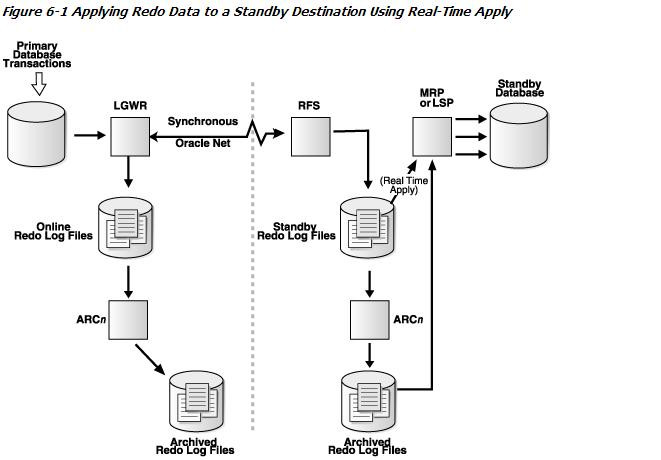 Figure 6-1 Applying Redo Data to a Standby Destination Using Real-Time Apply
Primary
Database
Transactions
LGWR
Synchronous
Oracle Net
RFS
MRP
or LSP
Standby
Database
(Real Time
Apply)
Online
Redo Log Files
Standby
Redo Log Files
ARCn
ARCn
Archived
Redo Log Files
Archived
Redo Log Files